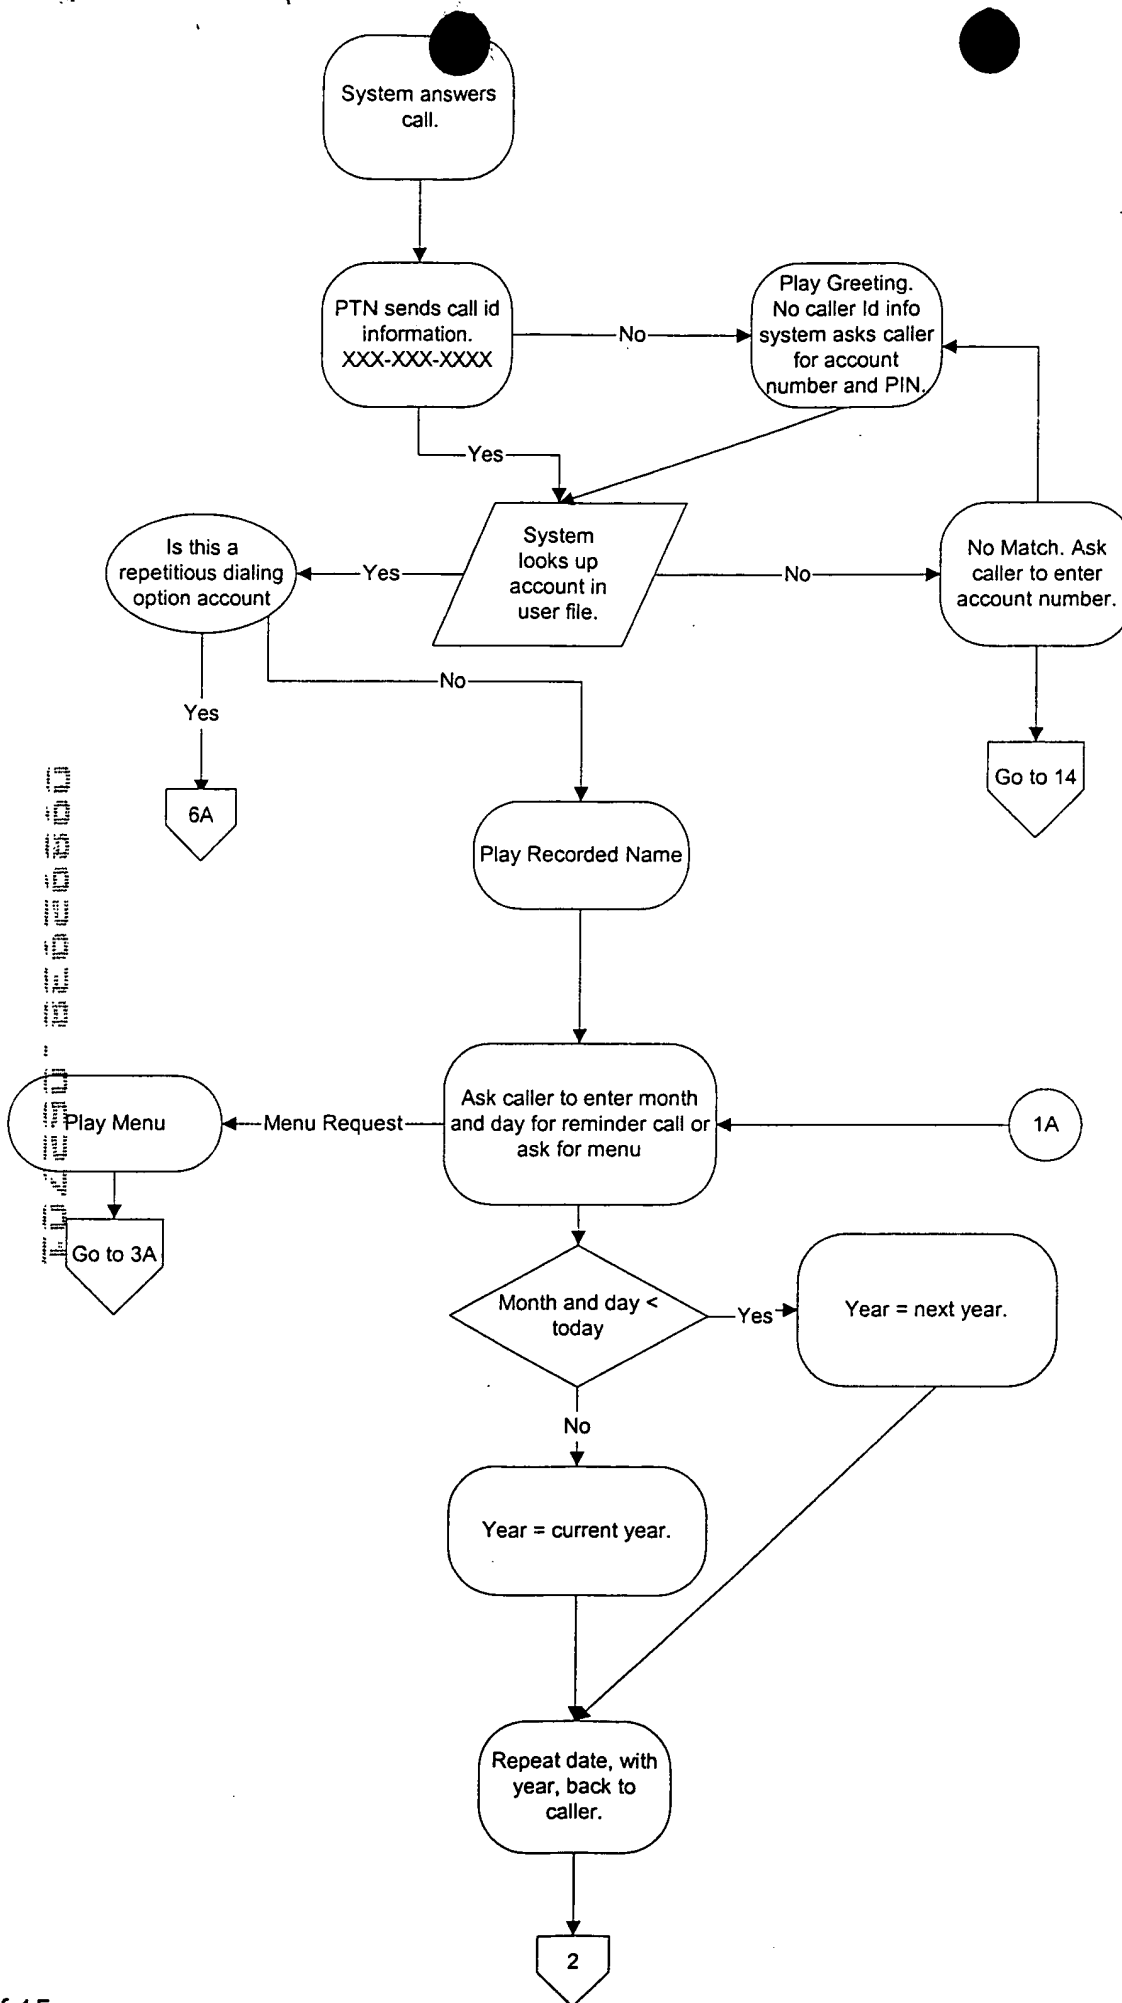 System answers
call.
PTN sends call id
information.
XXX-XXX-XXXX
No
Play Greeting.
No caller Id info
system asks caller
for account
number and PIN.
Yes
Is this a
repetitious dialing
option account
Yes
System
looks up
account in
user file.
No
No Match. Ask
caller to enter
account number.
No
Yes
Go to 14
6A
Play Recorded Name
Play Menu
Menu Request
Ask caller to enter month
and day for reminder call or
ask for menu
1A
Go to 3A
Month and day <
today
Yes
Year = next year.
No
Year = current year.
Repeat date, with
year, back to
caller.
2